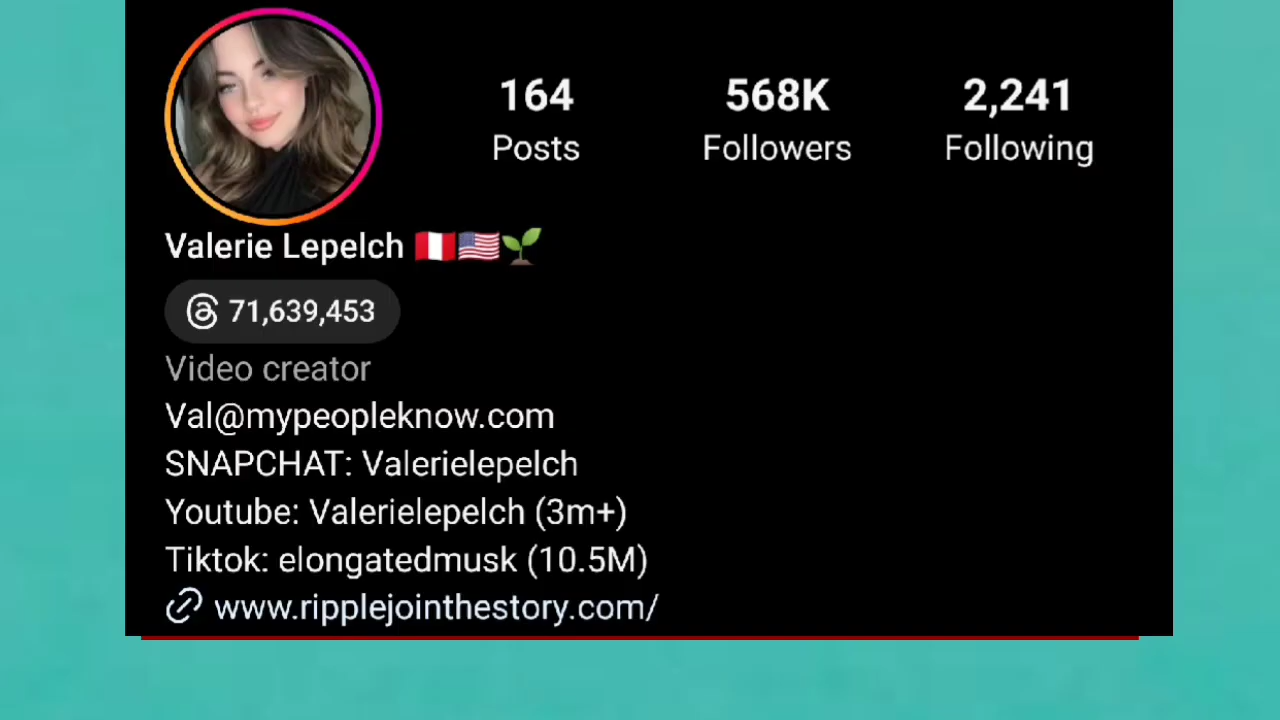 164 568K 2,241
Posts Followers Following
Valerie Lepelch 🇵🇪🇺🇸🌱
71,639,453
Video creator
Val@mypeopleknow.com
SNAPCHAT: Valerielepelch
Youtube: Valerielepelch (3m+)
Tiktok: elongatedmusk (10.5M)
www.ripplejointhestory.com/